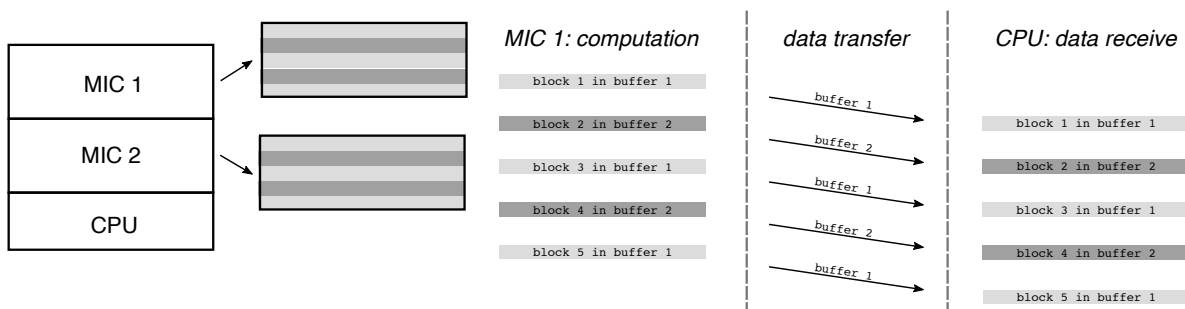 MIC 1
MIC 2
CPU
MIC 1: computation
block 1 in buffer 1
block 2 in buffer 2
block 3 in buffer 1
block 4 in buffer 2
block 5 in buffer 1
data transfer
buffer 1
buffer 2
buffer 1
buffer 2
buffer 1
CPU: data receive
block 1 in buffer 1
block 2 in buffer 2
block 3 in buffer 1
block 4 in buffer 2
block 5 in buffer 1